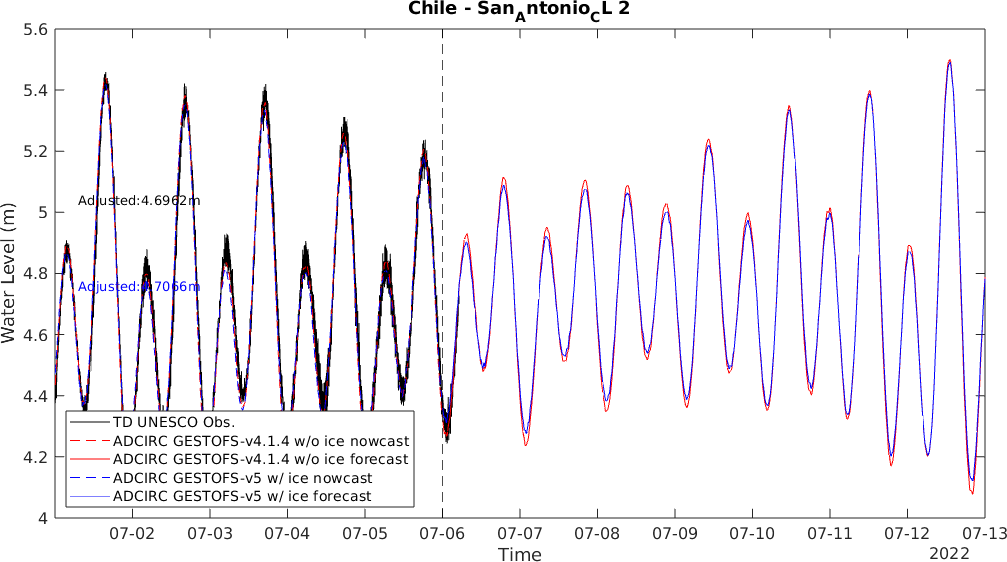 Chile - San_Antonio_CL 2
5.6
5.4
5.2
5
4.8
4.6
4.4
4.2
4
Water Level (m)
Adjusted:4.6962m
Adjusted:4.7066m
TD UNESCO Obs.
ADCIRC GESTOFS-v4.1.4 w/o ice nowcast
ADCIRC GESTOFS-v4.1.4 w/o ice forecast
ADCIRC GESTOFS-v5 w/ ice nowcast
ADCIRC GESTOFS-v5 w/ ice forecast
07-02 07-03 07-04 07-05 07-06 07-07 07-08 07-09 07-10 07-11 07-12 07-13
Time
2022